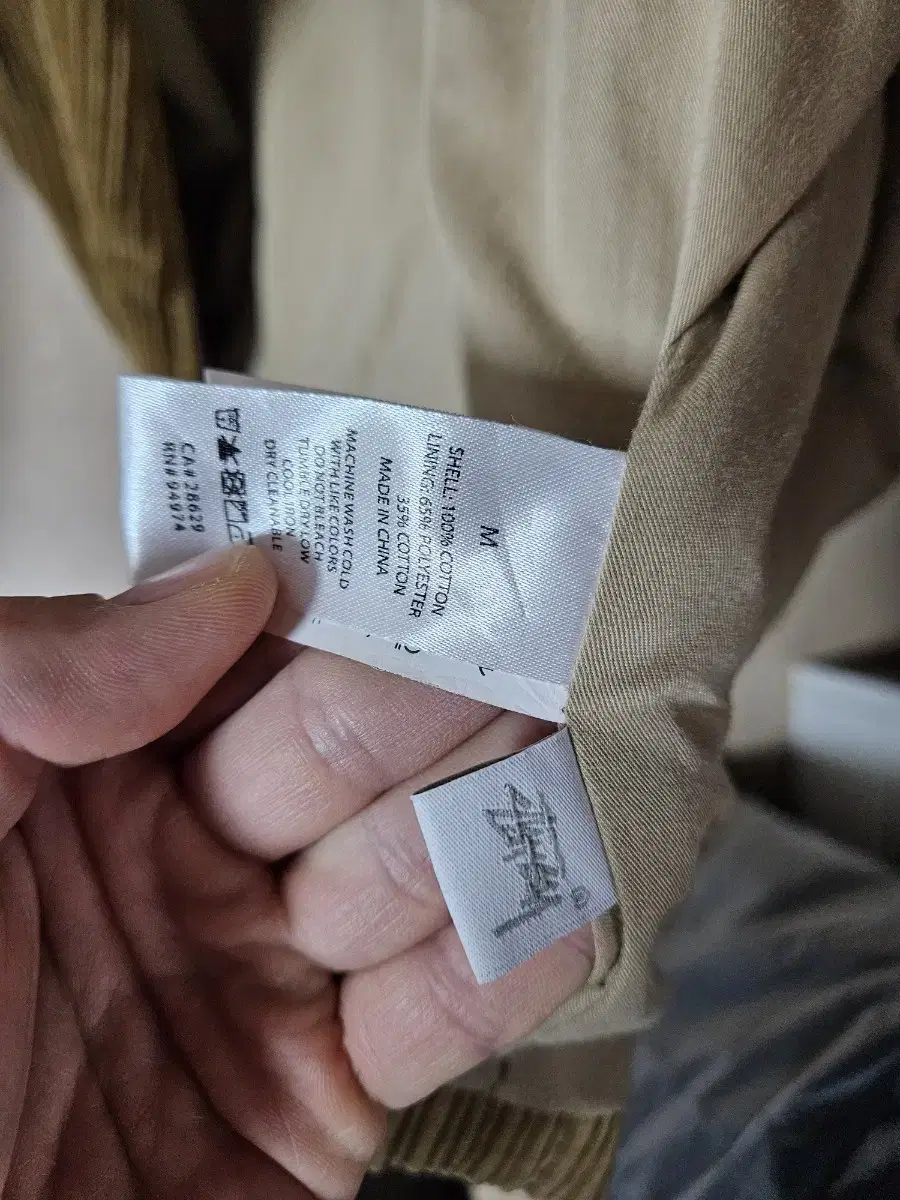 M
SHELL: 100% COTTON
LINING: 65% POLYESTER
35% COTTON
MADE IN CHINA
MACHINE WASH COLD
WITH LIKE COLORS
DO NOT BLEACH
TUMBLE DRY LOW
COOL IRON
DRY CLEANABLE
CA# 28629
RN# 94974
Stüssy ®